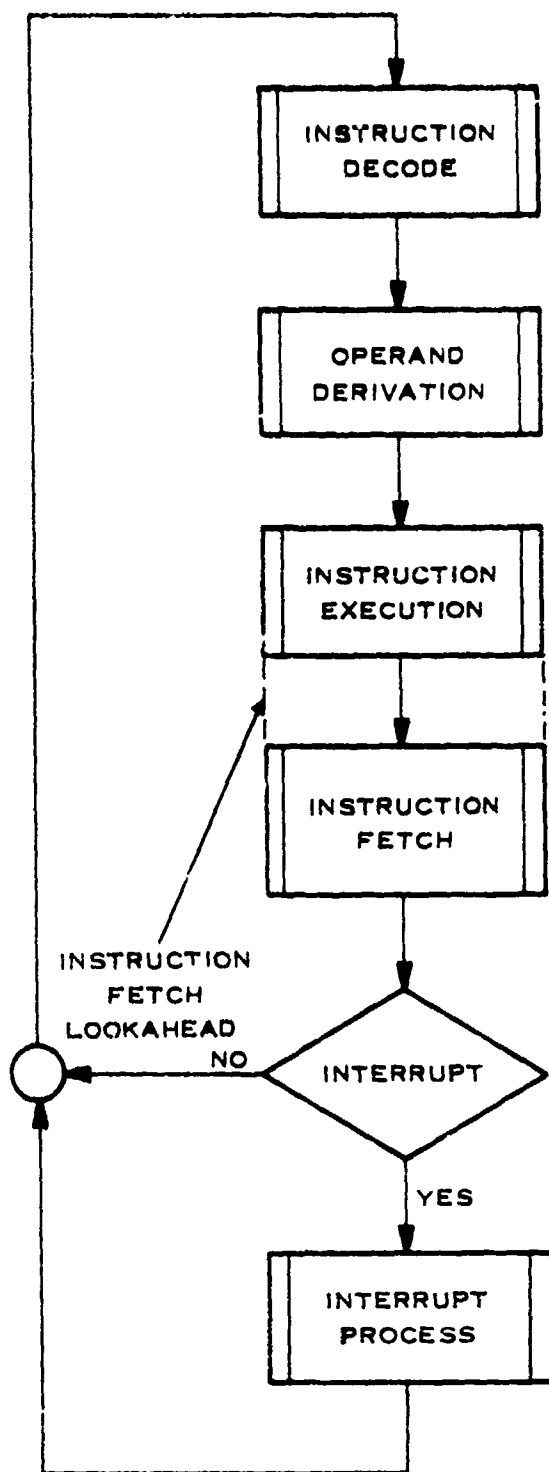 INSTRUCTION
DECODE
OPERAND
DERIVATION
INSTRUCTION
EXECUTION
INSTRUCTION
FETCH
INSTRUCTION
FETCH
LOOKAHEAD
NO
INTERRUPT
YES
INTERRUPT
PROCESS